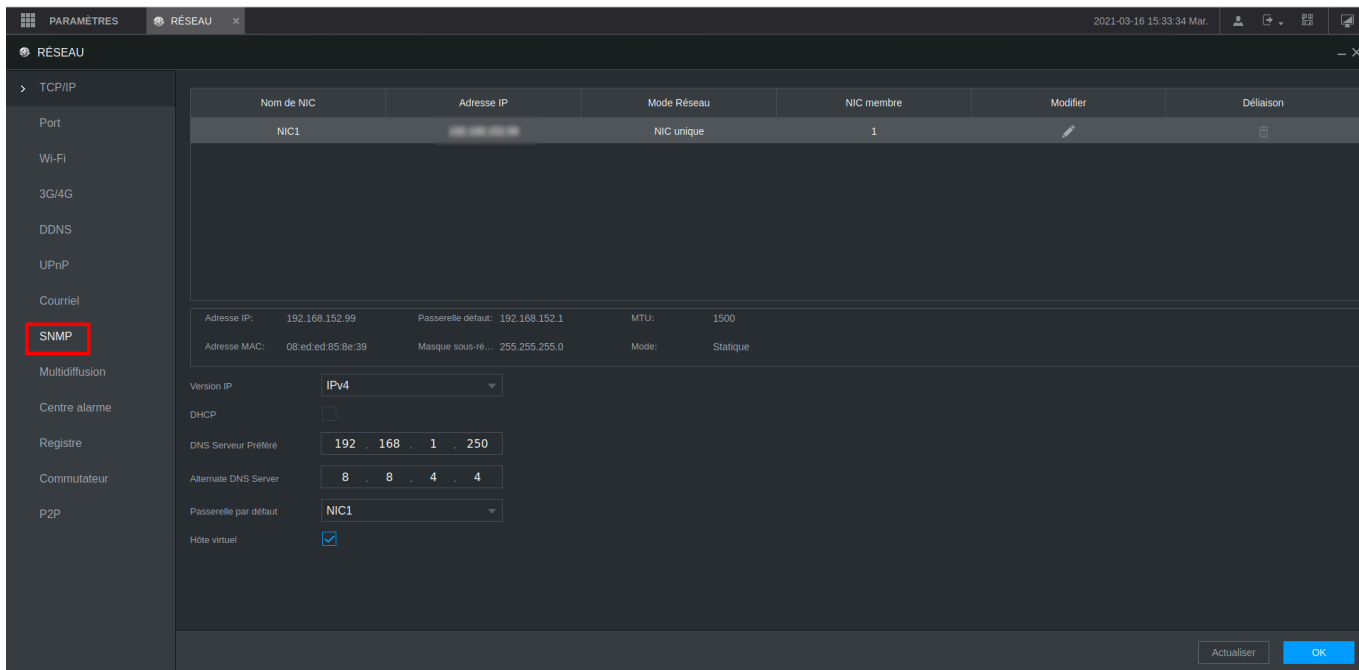 PARAMÈTRES RÉSEAU × 2021-03-16 15:33:34 Mar.
RÉSEAU
TCP/IP
Port
Wi-Fi
3G/4G
DDNS
UPnP
Courriel
SNMP
Multidiffusion
Centre alarme
Registre
Commutateur
P2P
Nom de NIC Adresse IP Mode Réseau NIC membre Modifier Déliaison
NIC1 NIC unique 1
Adresse IP: 192.168.152.99 Passerelle défaut: 192.168.152.1 MTU: 1500
Adresse MAC: 08:ed:ed:85:8e:39 Masque sous-ré... 255.255.255.0 Mode: Statique
Version IP IPv4
DHCP
DNS Serveur Préféré 192 . 168 . 1 . 250
Alternate DNS Server 8 . 8 . 4 . 4
Passerelle par défaut NIC1
Hôte virtuel
Actualiser OK